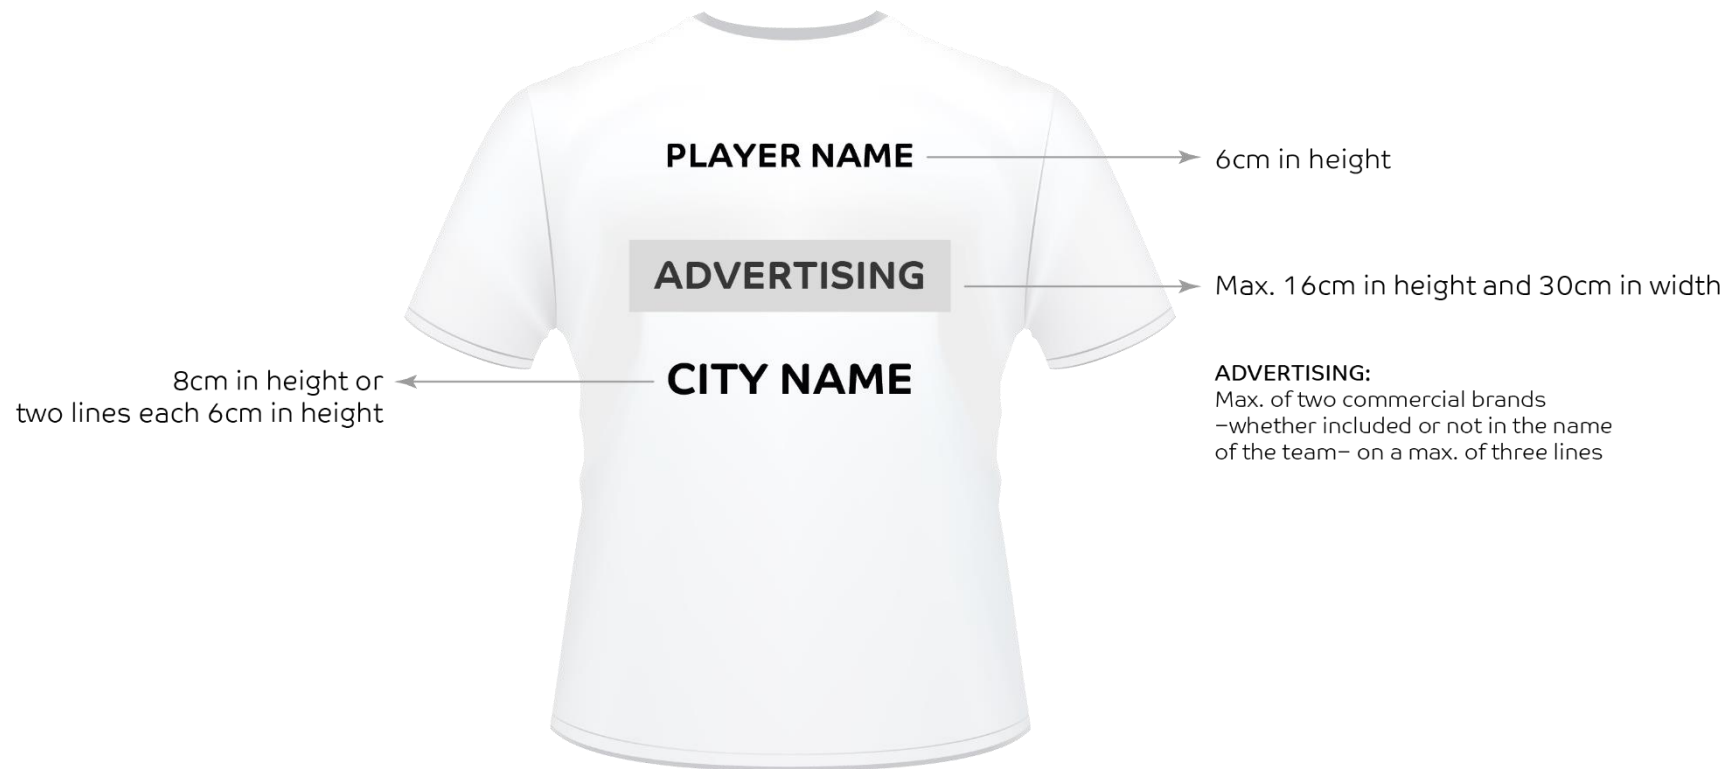 PLAYER NAME
6cm in height
ADVERTISING
Max. 16cm in height and 30cm in width
CITY NAME
8cm in height or
two lines each 6cm in height
ADVERTISING:
Max. of two commercial brands
–whether included or not in the name
of the team– on a max. of three lines